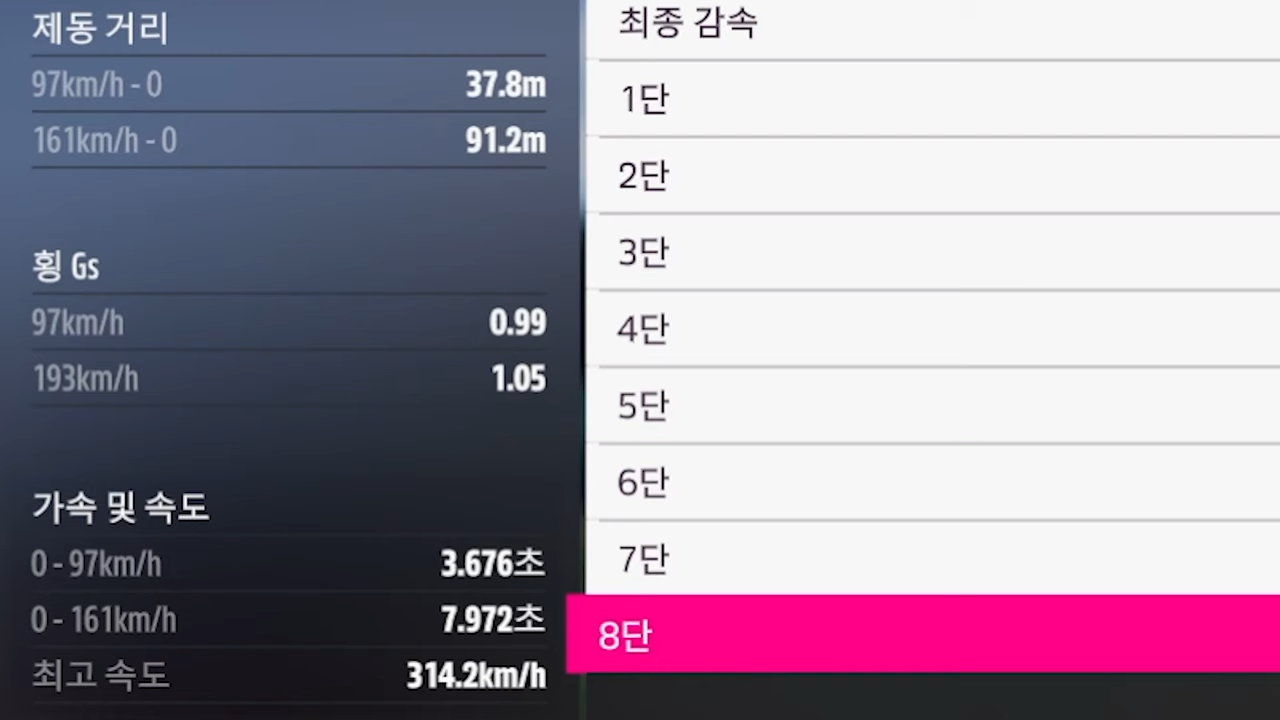 제동 거리
97km/h - 0 37.8m
161km/h - 0 91.2m
횡 Gs
97km/h 0.99
193km/h 1.05
가속 및 속도
0 - 97km/h 3.676초
0 - 161km/h 7.972초
최고 속도 314.2km/h
최종 감속
1단
2단
3단
4단
5단
6단
7단
8단